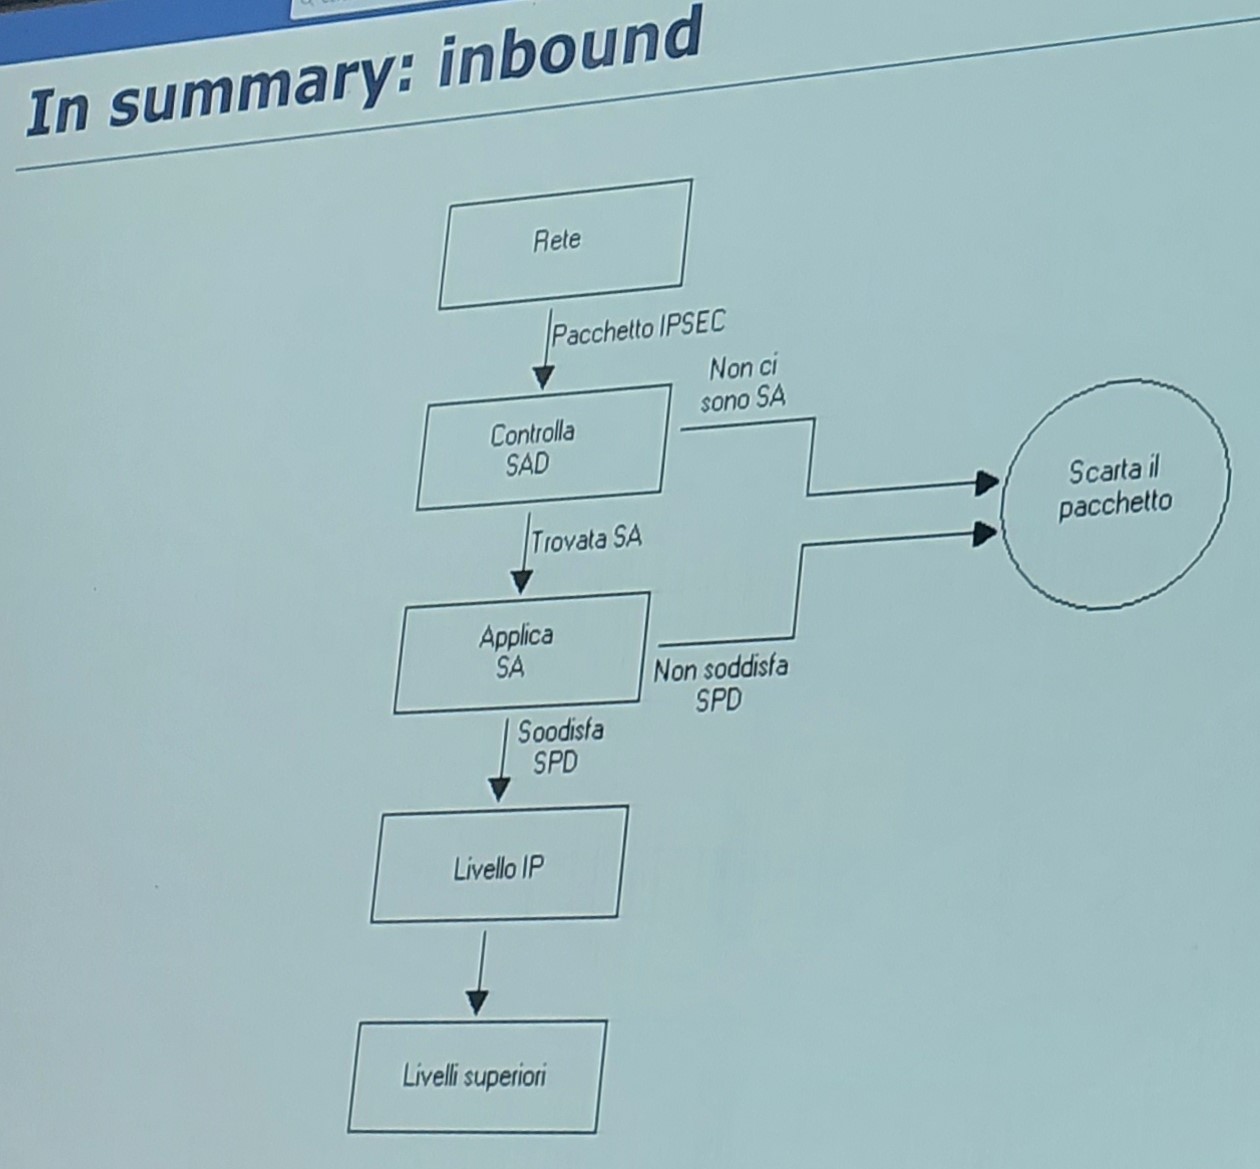 In summary: inbound
Rete
Pacchetto IPSEC
Non ci
sono SA
Controlla
SAD
Scarta il
pacchetto
Trovata SA
Applica
SA
Non soddisfa
SPD
Soodisfa
SPD
Livello IP
Livelli superiori